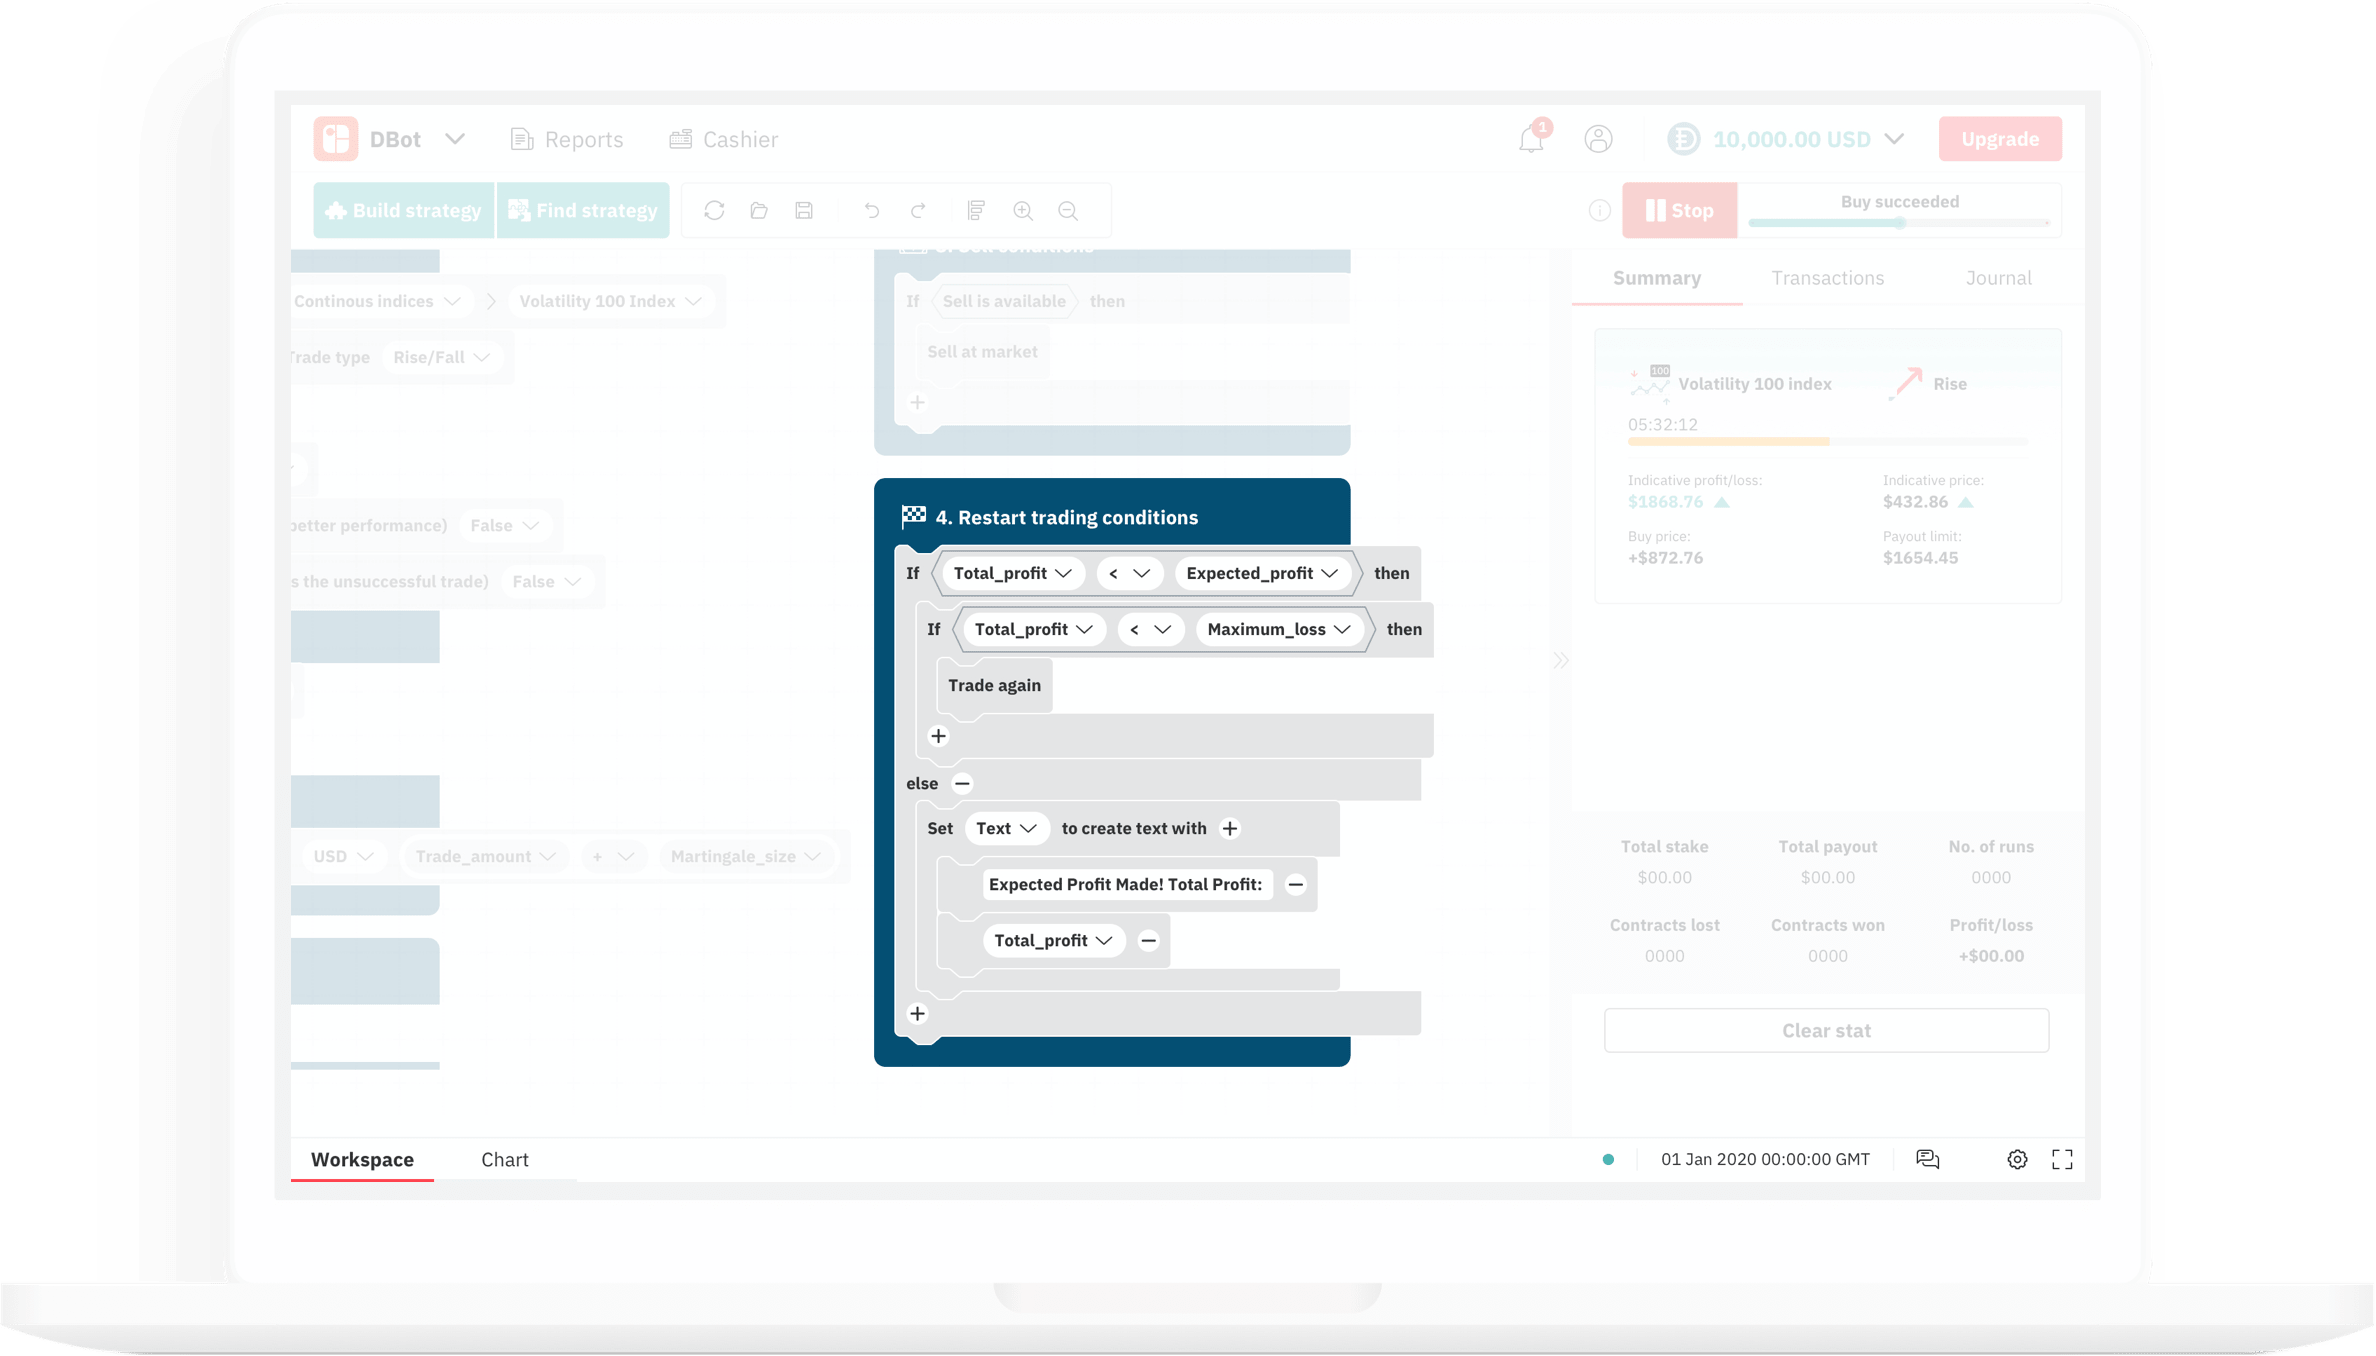 DBot
Reports
Cashier
1
10,000.00 USD
Upgrade
Build strategy
Find strategy
Stop
Buy succeeded
Continous indices
Volatility 100 Index
Trade type
Rise/Fall
better performance)
False
s the unsuccessful trade)
False
USD
Trade_amount
+
Martingale_size
If
Sell is available
then
Sell at market
+
4. Restart trading conditions
If Total_profit < Expected_profit then
If Total_profit < Maximum_loss then
Trade again
+
else −
Set Text to create text with +
Expected Profit Made! Total Profit: −
Total_profit −
+
Summary
Transactions
Journal
100
Volatility 100 index
Rise
05:32:12
Indicative profit/loss:
$1868.76
Indicative price:
$432.86
Buy price:
+$872.76
Payout limit:
$1654.45
Total stake
$00.00
Total payout
$00.00
No. of runs
0000
Contracts lost
0000
Contracts won
0000
Profit/loss
+$00.00
Clear stat
Workspace
Chart
01 Jan 2020 00:00:00 GMT